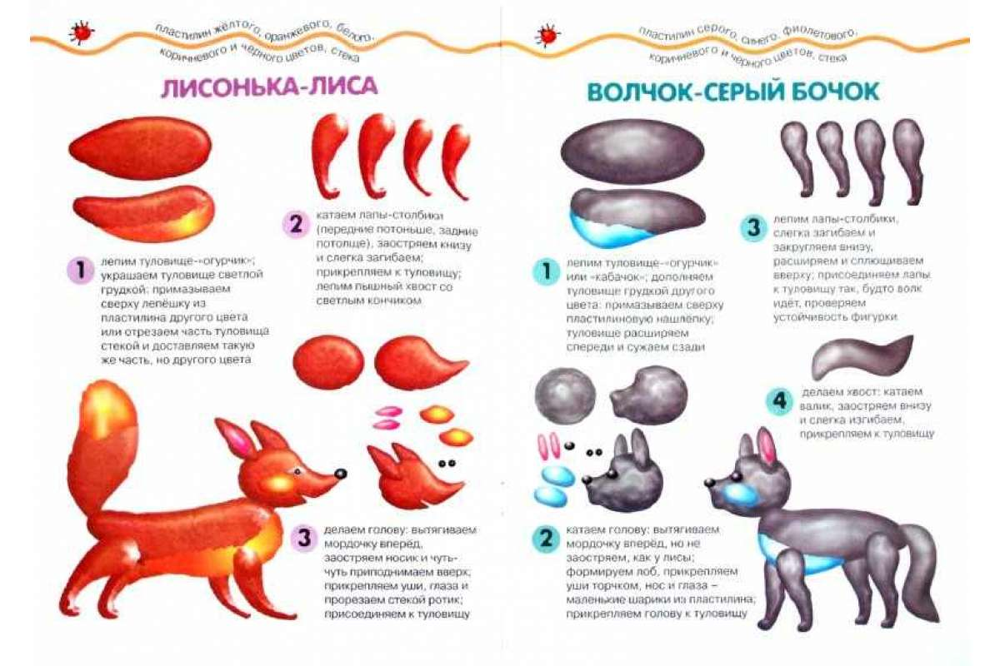 пластилин жёлтого, оранжевого, белого,
коричневого и чёрного цветов, стека
ЛИСОНЬКА-ЛИСА
1
лепим туловище-«огурчик»;
украшаем туловище светлой
грудкой: примазываем
сверху лепёшку из
пластилина другого цвета
или отрезаем часть туловища
стекой и доставляем такую
же часть, но другого цвета
2
катаем лапы-столбики
(передние потоньше, задние
потолще), заостряем книзу
и слегка загибаем;
прикрепляем к туловищу;
лепим пышный хвост со
светлым кончиком
3
делаем голову: вытягиваем
мордочку вперёд,
заостряем носик и чуть-
чуть приподнимаем вверх;
прикрепляем уши, глаза и
прорезаем стекой ротик;
присоединяем к туловищу
пластилин серого, синего, фиолетового,
коричневого и чёрного цветов, стека
ВОЛЧОК-СЕРЫЙ БОЧОК
1
лепим туловище-«огурчик»
или «кабачок»; дополняем
туловище грудкой другого
цвета: примазываем сверху
пластилиновую нашлёпку;
туловище расширяем
спереди и сужаем сзади
2
катаем голову: вытягиваем
мордочку вперёд, но не
заостряем, как у лисы;
формируем лоб, прикрепляем
уши торчком, нос и глаза –
маленькие шарики из пластилина;
прикрепляем голову к туловищу
3
лепим лапы-столбики,
слегка загибаем и
закругляем внизу,
расширяем и сплющиваем
вверху; присоединяем лапы
к туловищу так, будто волк
идёт, проверяем
устойчивость фигурки
4
делаем хвост: катаем
валик, заостряем внизу
и слегка изгибаем,
прикрепляем к туловищу